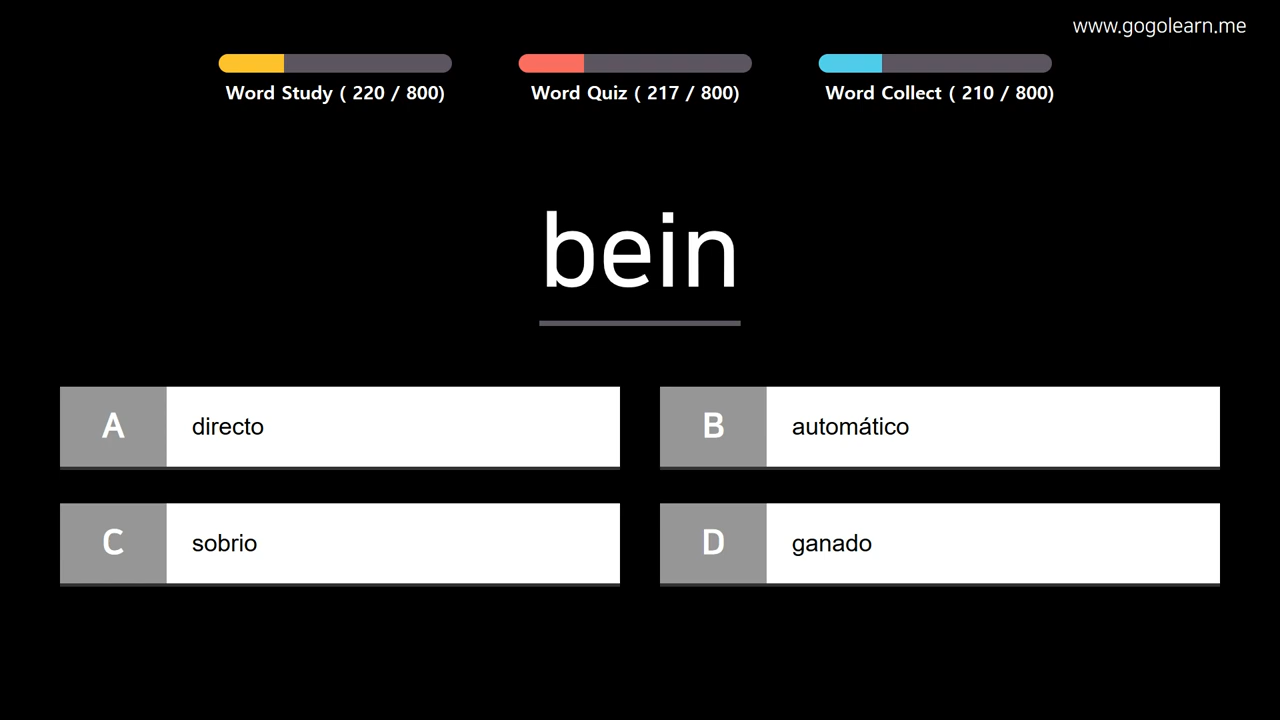 www.gogolearn.me
Word Study ( 220 / 800)
Word Quiz ( 217 / 800)
Word Collect ( 210 / 800)
bein
A directo
B automático
C sobrio
D ganado